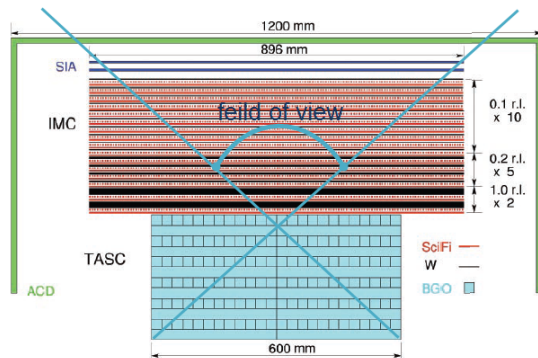 1200 mm
896 mm
SIA
feild of view
IMC
0.1 r.l.
x 10
0.2 r.l.
x 5
1.0 r.l.
x 2
TASC
SciFi
W
BGO
ACD
600 mm